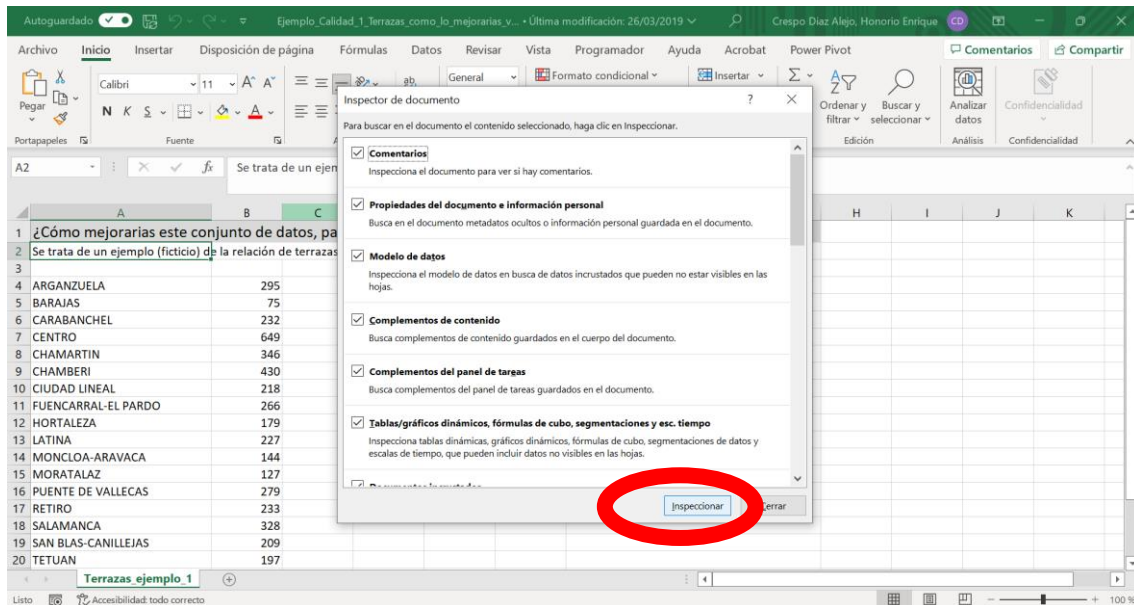 Autoguardado
Ejemplo_Calidad_1_Terrazas_como_lo_mejorarias_v... • Última modificación: 26/03/2019
Crespo Diaz Alejo, Honorio Enrique
CD
Archivo Inicio Insertar Disposición de página Fórmulas Datos Revisar Vista Programador Ayuda Acrobat Power Pivot
Comentarios Compartir
Pegar
Portapapeles
Calibri 11
N K S
Fuente
General
Formato condicional
Insertar
Ordenar y filtrar
Buscar y seleccionar
Edición
Analizar datos
Análisis
Confidencialidad
Confidencialidad
A2
fx Se trata de un ejen
A B C H I J K
1 ¿Cómo mejorarias este conjunto de datos, pa
2 Se trata de un ejemplo (ficticio) de la relación de terrazas
3
4 ARGANZUELA 295
5 BARAJAS 75
6 CARABANCHEL 232
7 CENTRO 649
8 CHAMARTIN 346
9 CHAMBERI 430
10 CIUDAD LINEAL 218
11 FUENCARRAL-EL PARDO 266
12 HORTALEZA 179
13 LATINA 227
14 MONCLOA-ARAVACA 144
15 MORATALAZ 127
16 PUENTE DE VALLECAS 279
17 RETIRO 233
18 SALAMANCA 328
19 SAN BLAS-CANILLEJAS 209
20 TETUAN 197
Inspector de documento ? ×
Para buscar en el documento el contenido seleccionado, haga clic en Inspeccionar.
Comentarios
Inspecciona el documento para ver si hay comentarios.
Propiedades del documento e información personal
Busca en el documento metadatos ocultos o información personal guardada en el documento.
Modelo de datos
Inspecciona el modelo de datos en busca de datos incrustados que pueden no estar visibles en las
hojas.
Complementos de contenido
Busca complementos de contenido guardados en el cuerpo del documento.
Complementos del panel de tareas
Busca complementos del panel de tareas guardados en el documento.
Tablas/gráficos dinámicos, fórmulas de cubo, segmentaciones y esc. tiempo
Inspecciona tablas dinámicas, gráficos dinámicos, fórmulas de cubo, segmentaciones de datos y
escalas de tiempo, que pueden incluir datos no visibles en las hojas.
Inspeccionar
Terrazas_ejemplo_1
Listo Accesibilidad: todo correcto
100 %